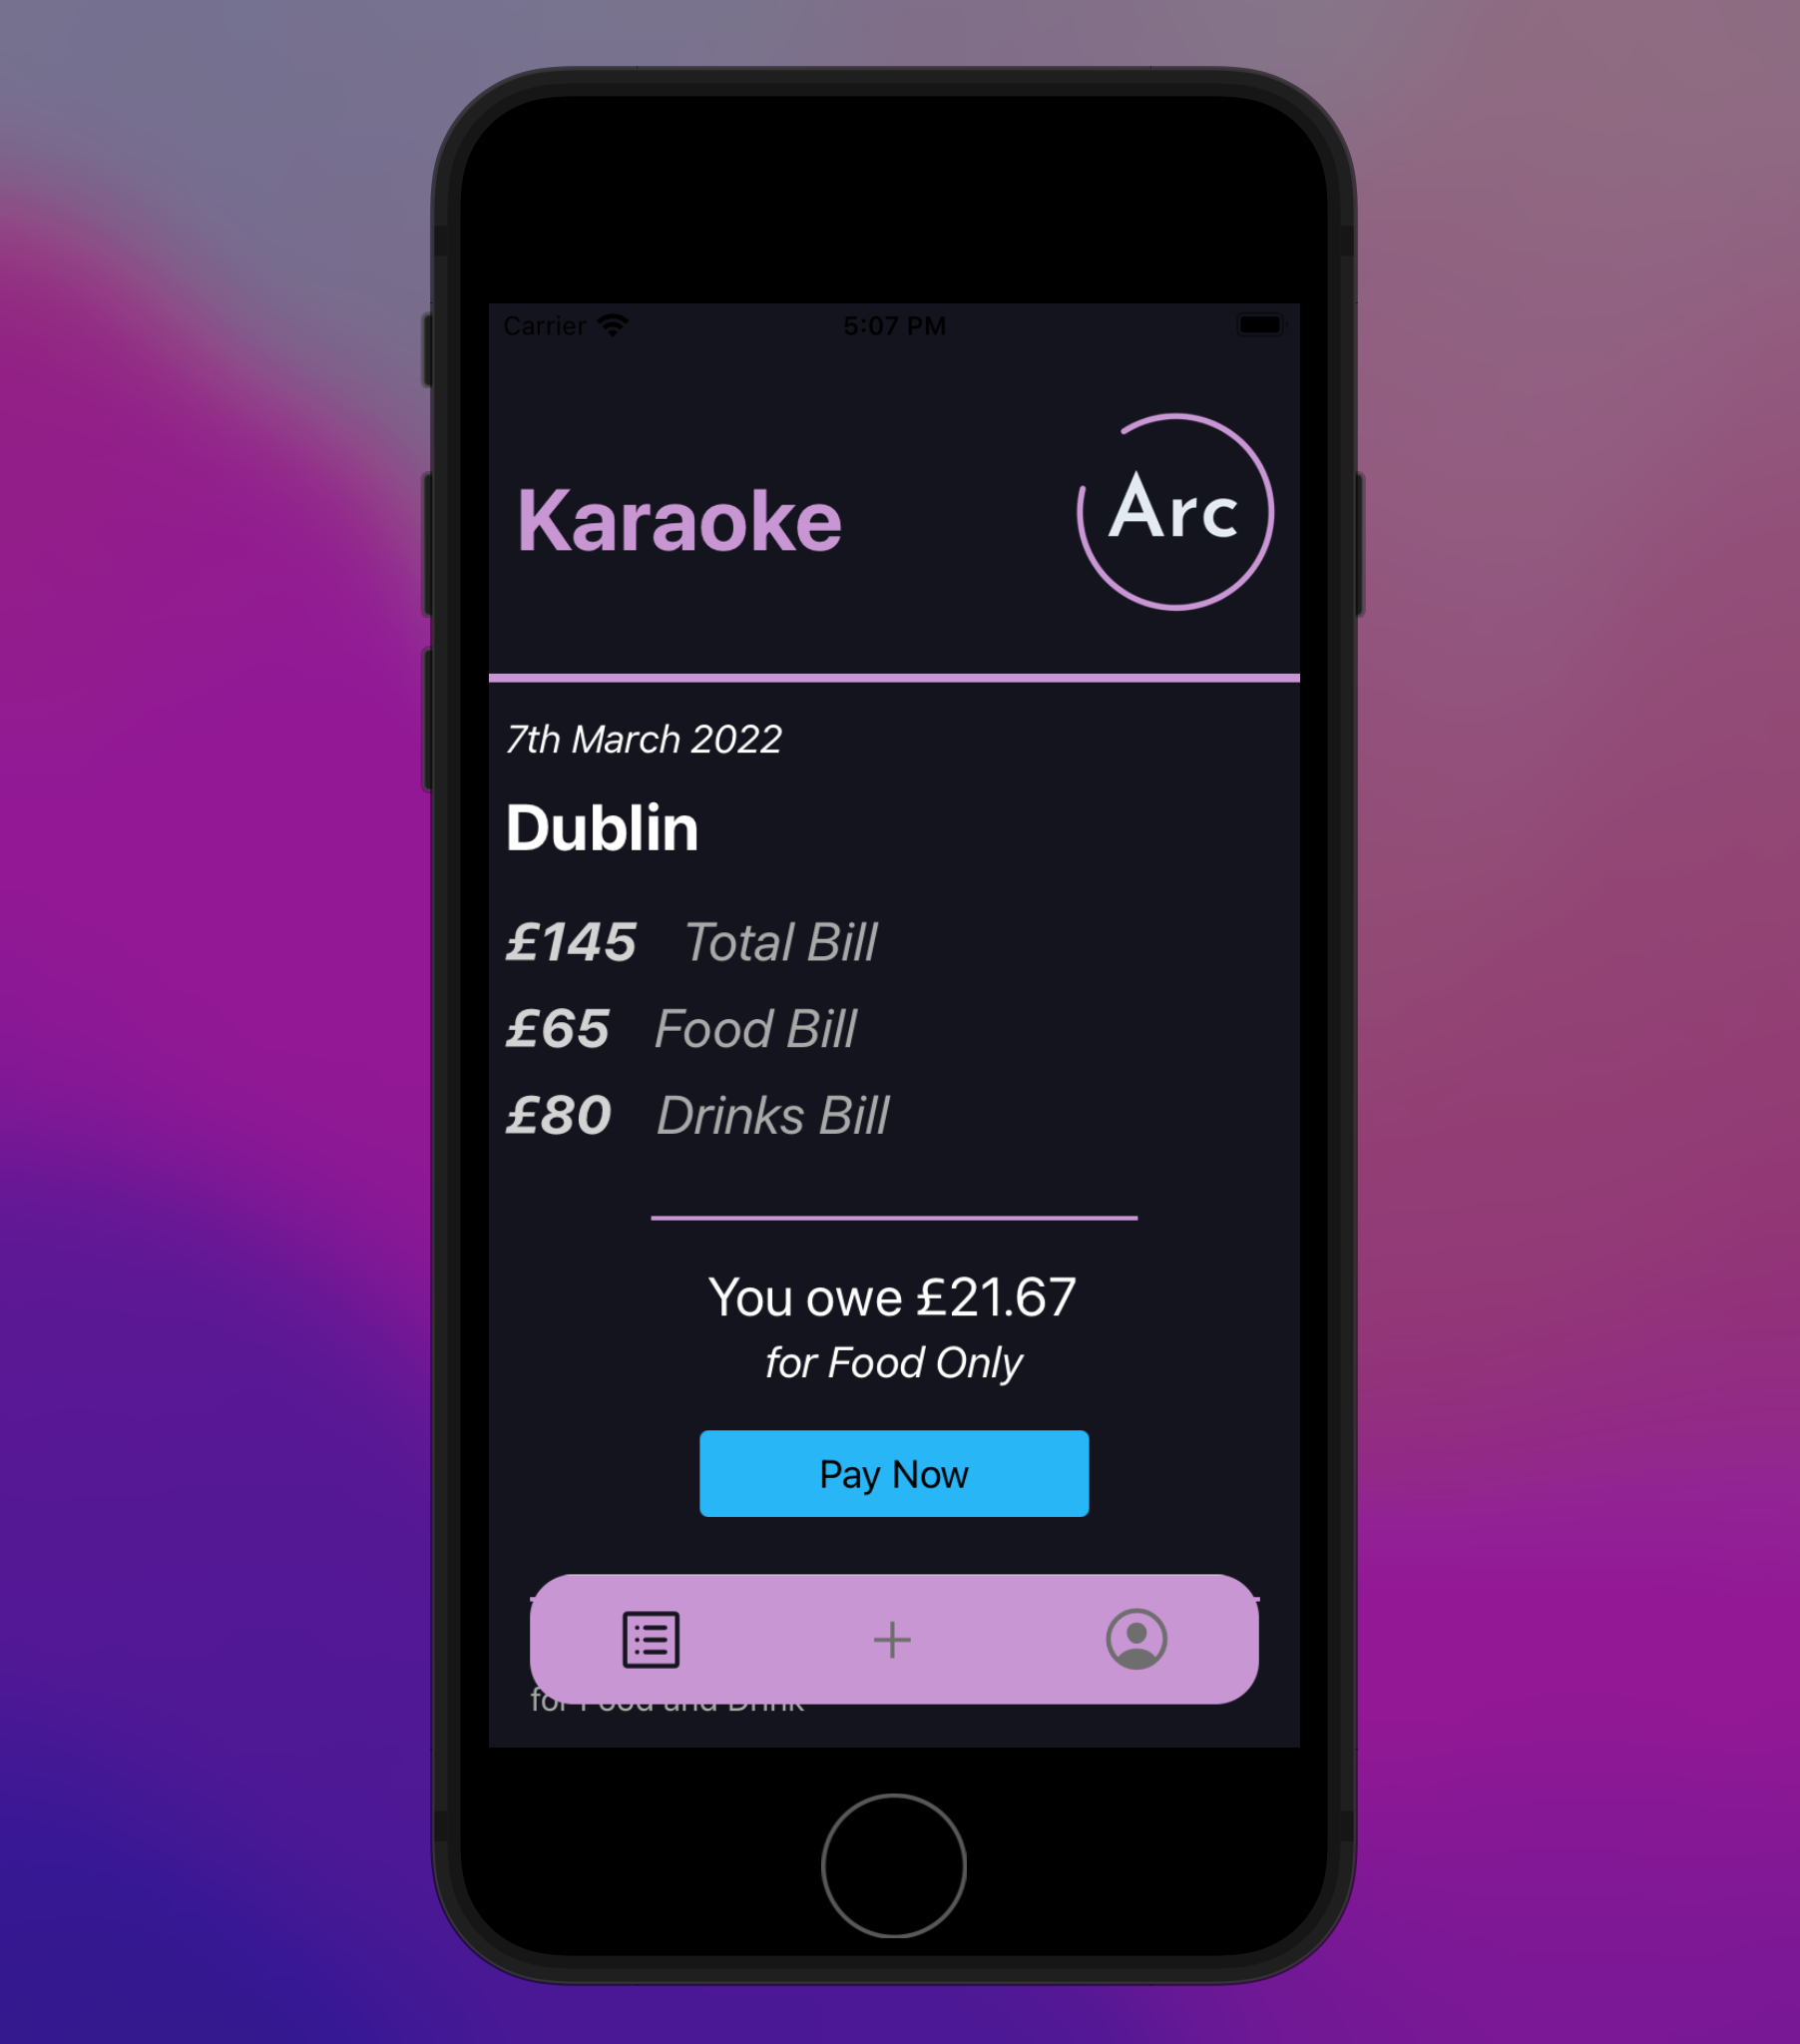 Carrier 5:07 PM
Karaoke
Arc
7th March 2022
Dublin
£145 Total Bill
£65 Food Bill
£80 Drinks Bill
You owe £21.67
for Food Only
Pay Now
for Food and Drink